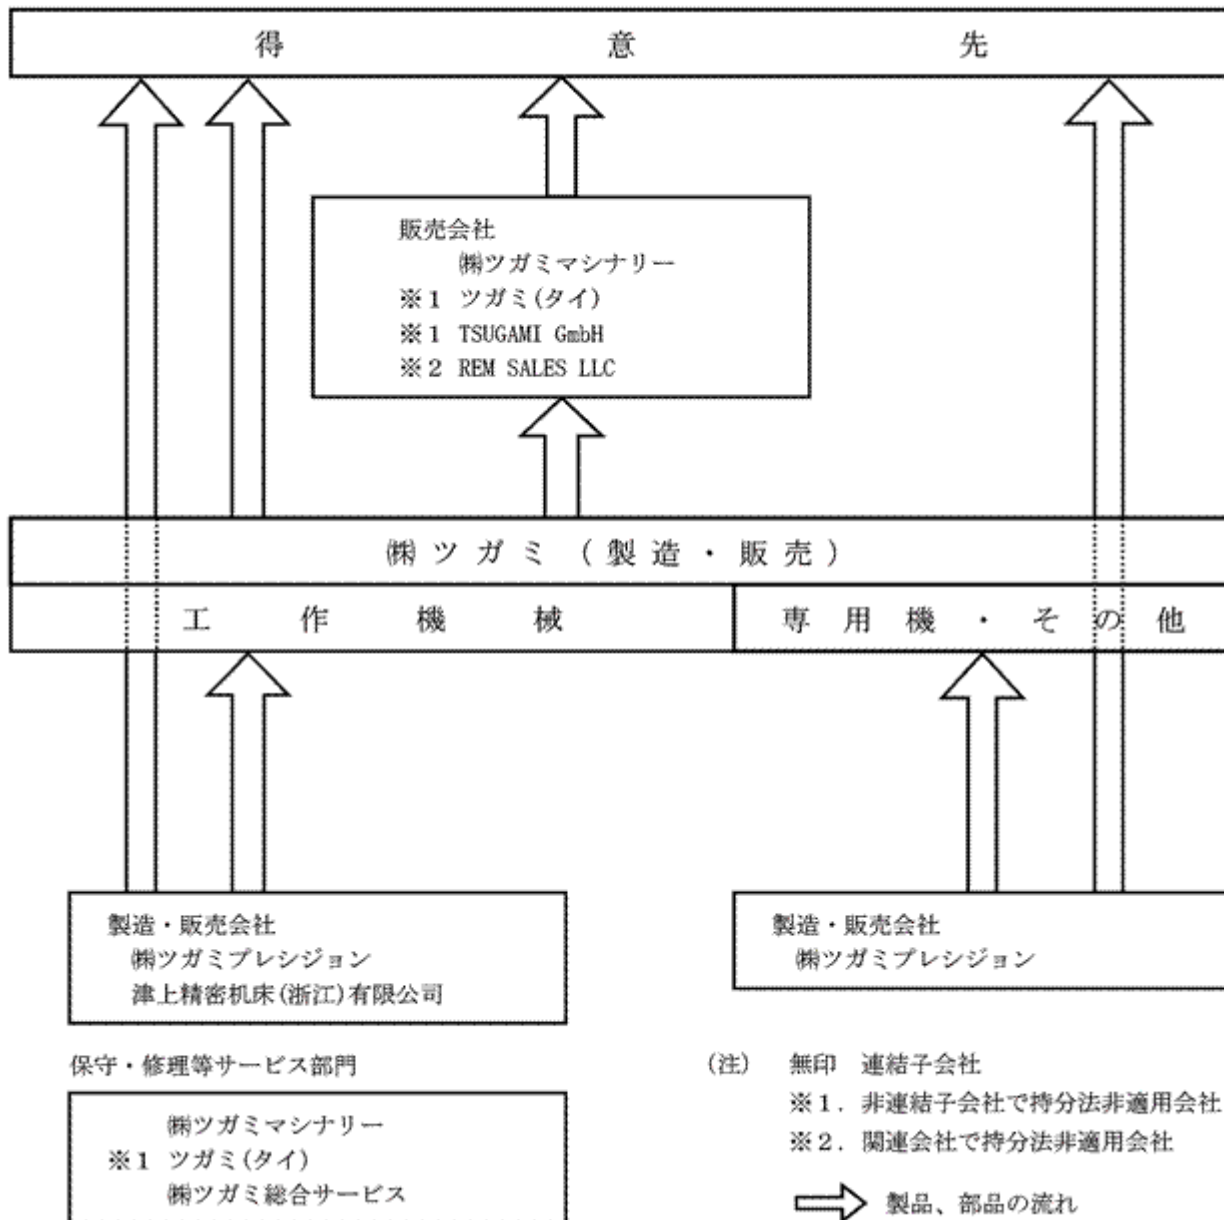 得意先
販売会社
㈱ツガミマシナリー
※1 ツガミ(タイ)
※1 TSUGAMI GmbH
※2 REM SALES LLC
㈱ツガミ(製造・販売)
工作機械
専用機・その他
製造・販売会社
㈱ツガミプレシジョン
津上精密机床(浙江)有限公司
製造・販売会社
㈱ツガミプレシジョン
保守・修理等サービス部門
㈱ツガミマシナリー
※1 ツガミ(タイ)
㈱ツガミ総合サービス
(注) 無印 連結子会社
※1. 非連結子会社で持分法非適用会社
※2. 関連会社で持分法非適用会社
製品、部品の流れ